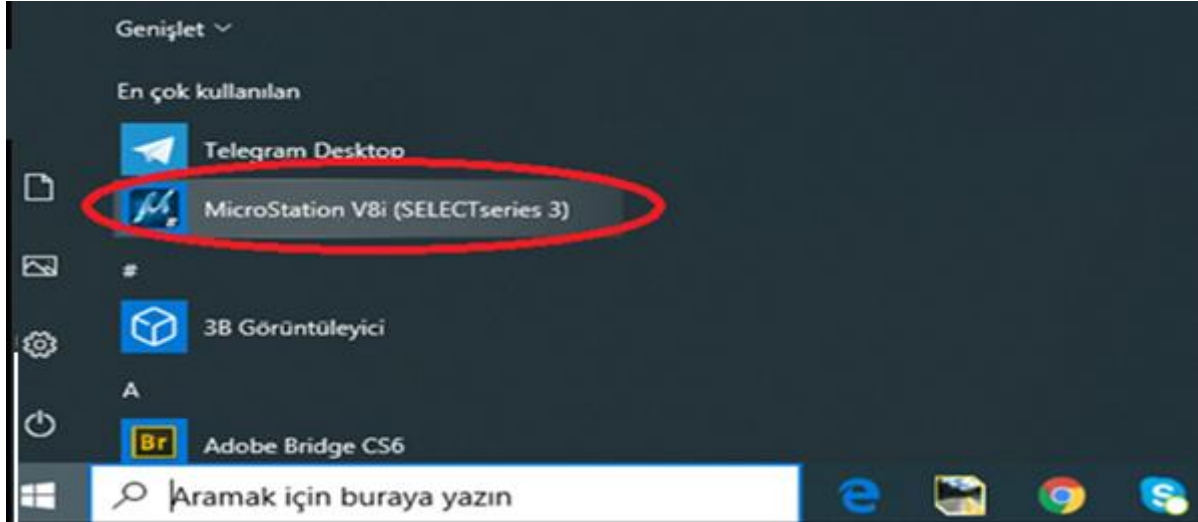 Genişlet
En çok kullanılan
Telegram Desktop
MicroStation V8i (SELECTseries 3)
#
3B Görüntüleyici
A
Br Adobe Bridge CS6
Aramak için buraya yazın